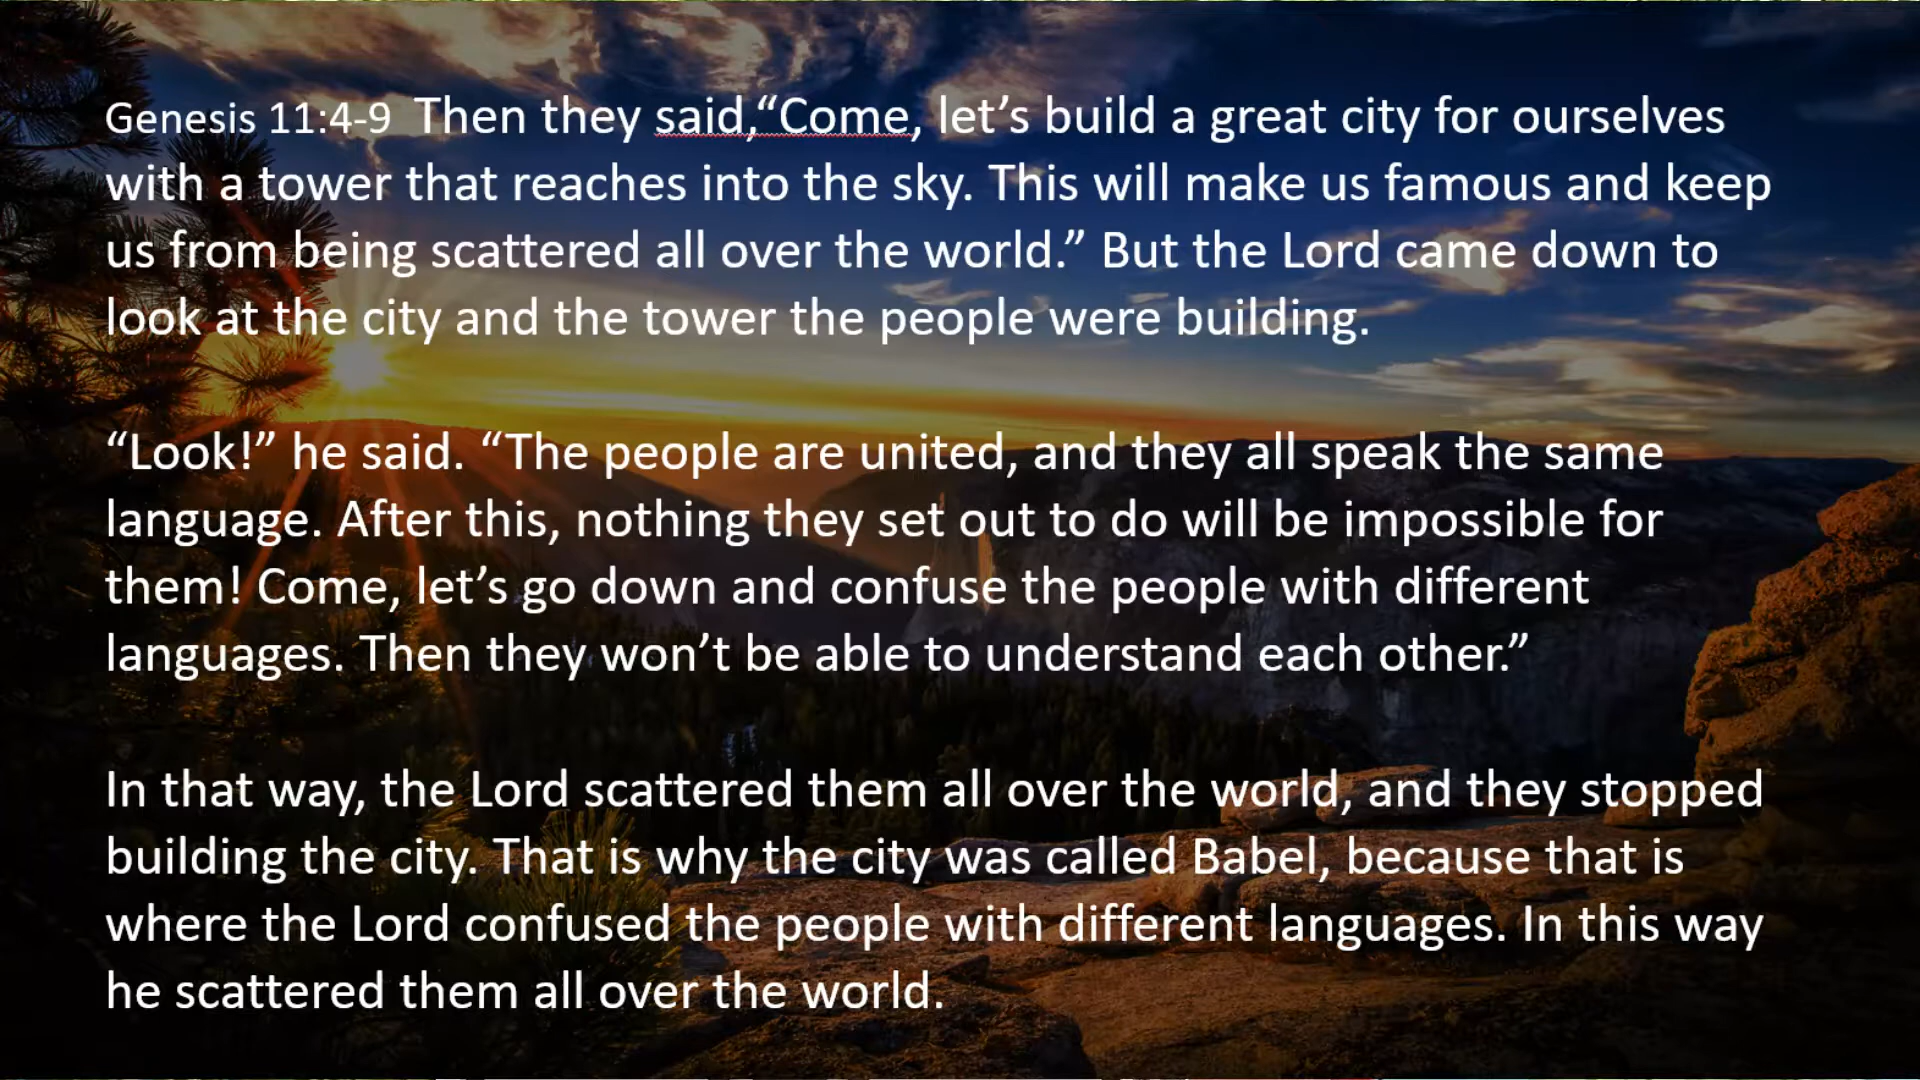 Genesis 11:4-9 Then they said,“Come, let’s build a great city for ourselves
with a tower that reaches into the sky. This will make us famous and keep
us from being scattered all over the world.” But the Lord came down to
look at the city and the tower the people were building.
“Look!” he said. “The people are united, and they all speak the same
language. After this, nothing they set out to do will be impossible for
them! Come, let’s go down and confuse the people with different
languages. Then they won’t be able to understand each other.”
In that way, the Lord scattered them all over the world, and they stopped
building the city. That is why the city was called Babel, because that is
where the Lord confused the people with different languages. In this way
he scattered them all over the world.